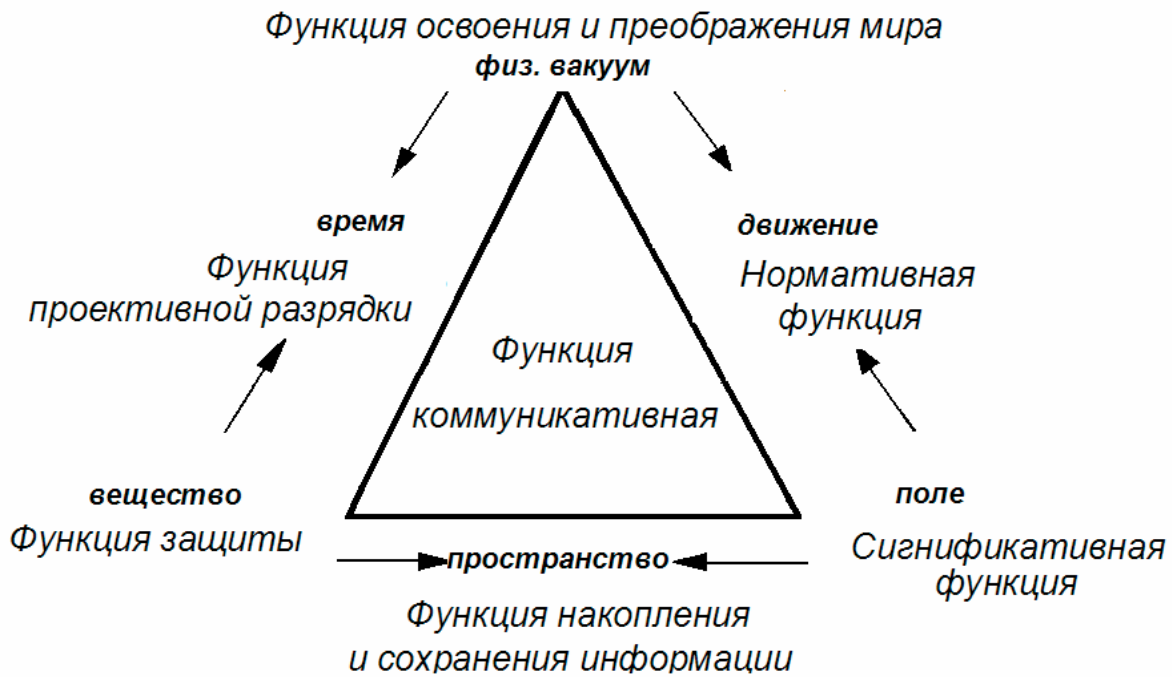 Функция освоения и преображения мира
физ. вакуум
время
движение
Функция
проективной разрядки
Нормативная
функция
Функция
коммуникативная
вещество
поле
Функция защиты
пространство
Сигнификативная
функция
Функция накопления
и сохранения информации